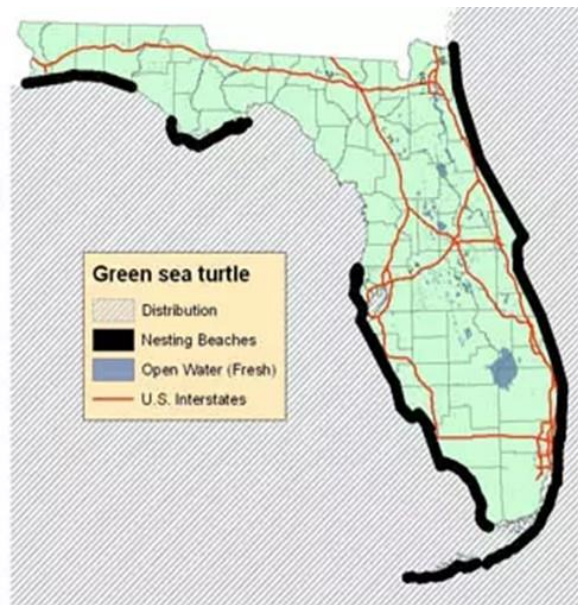 Green sea turtle
Distribution
Nesting Beaches
Open Water (Fresh)
U.S. Interstates